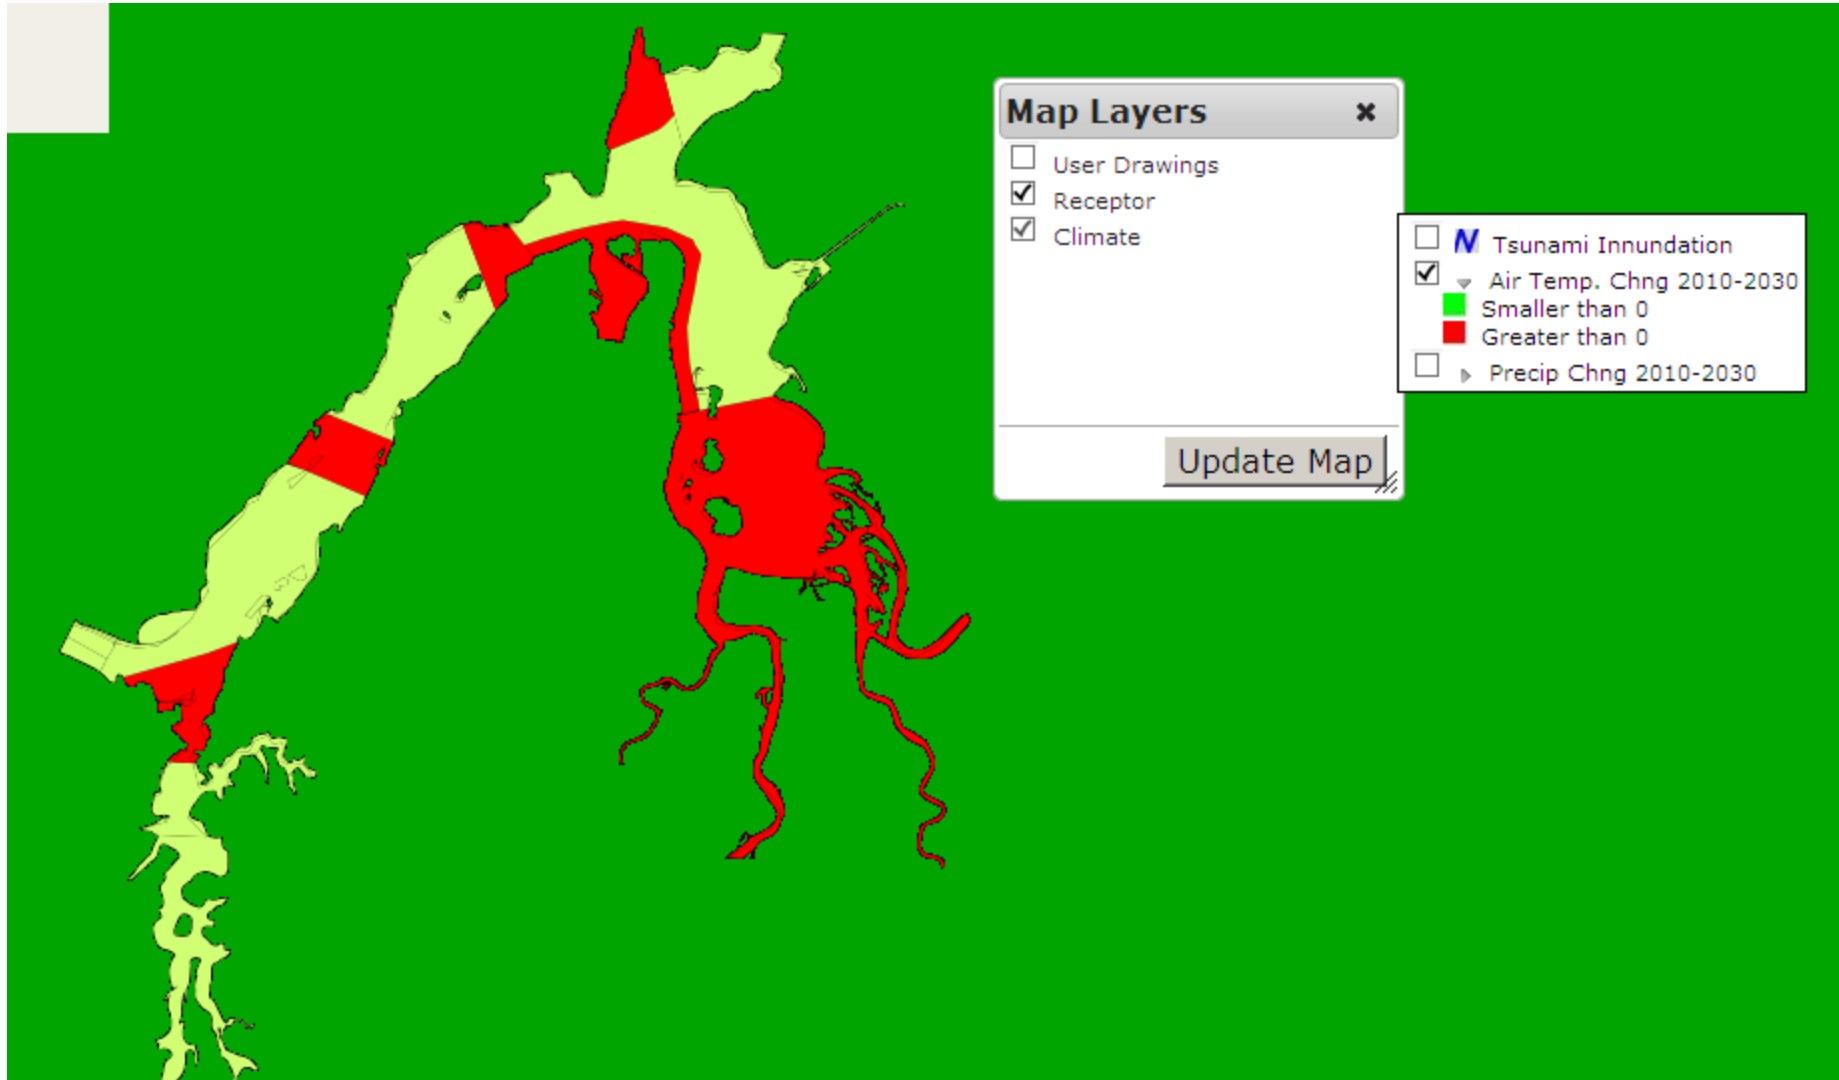 Map Layers
User Drawings
Receptor
Climate
Update Map
Tsunami Innundation
Air Temp. Chng 2010-2030
Smaller than 0
Greater than 0
Precip Chng 2010-2030